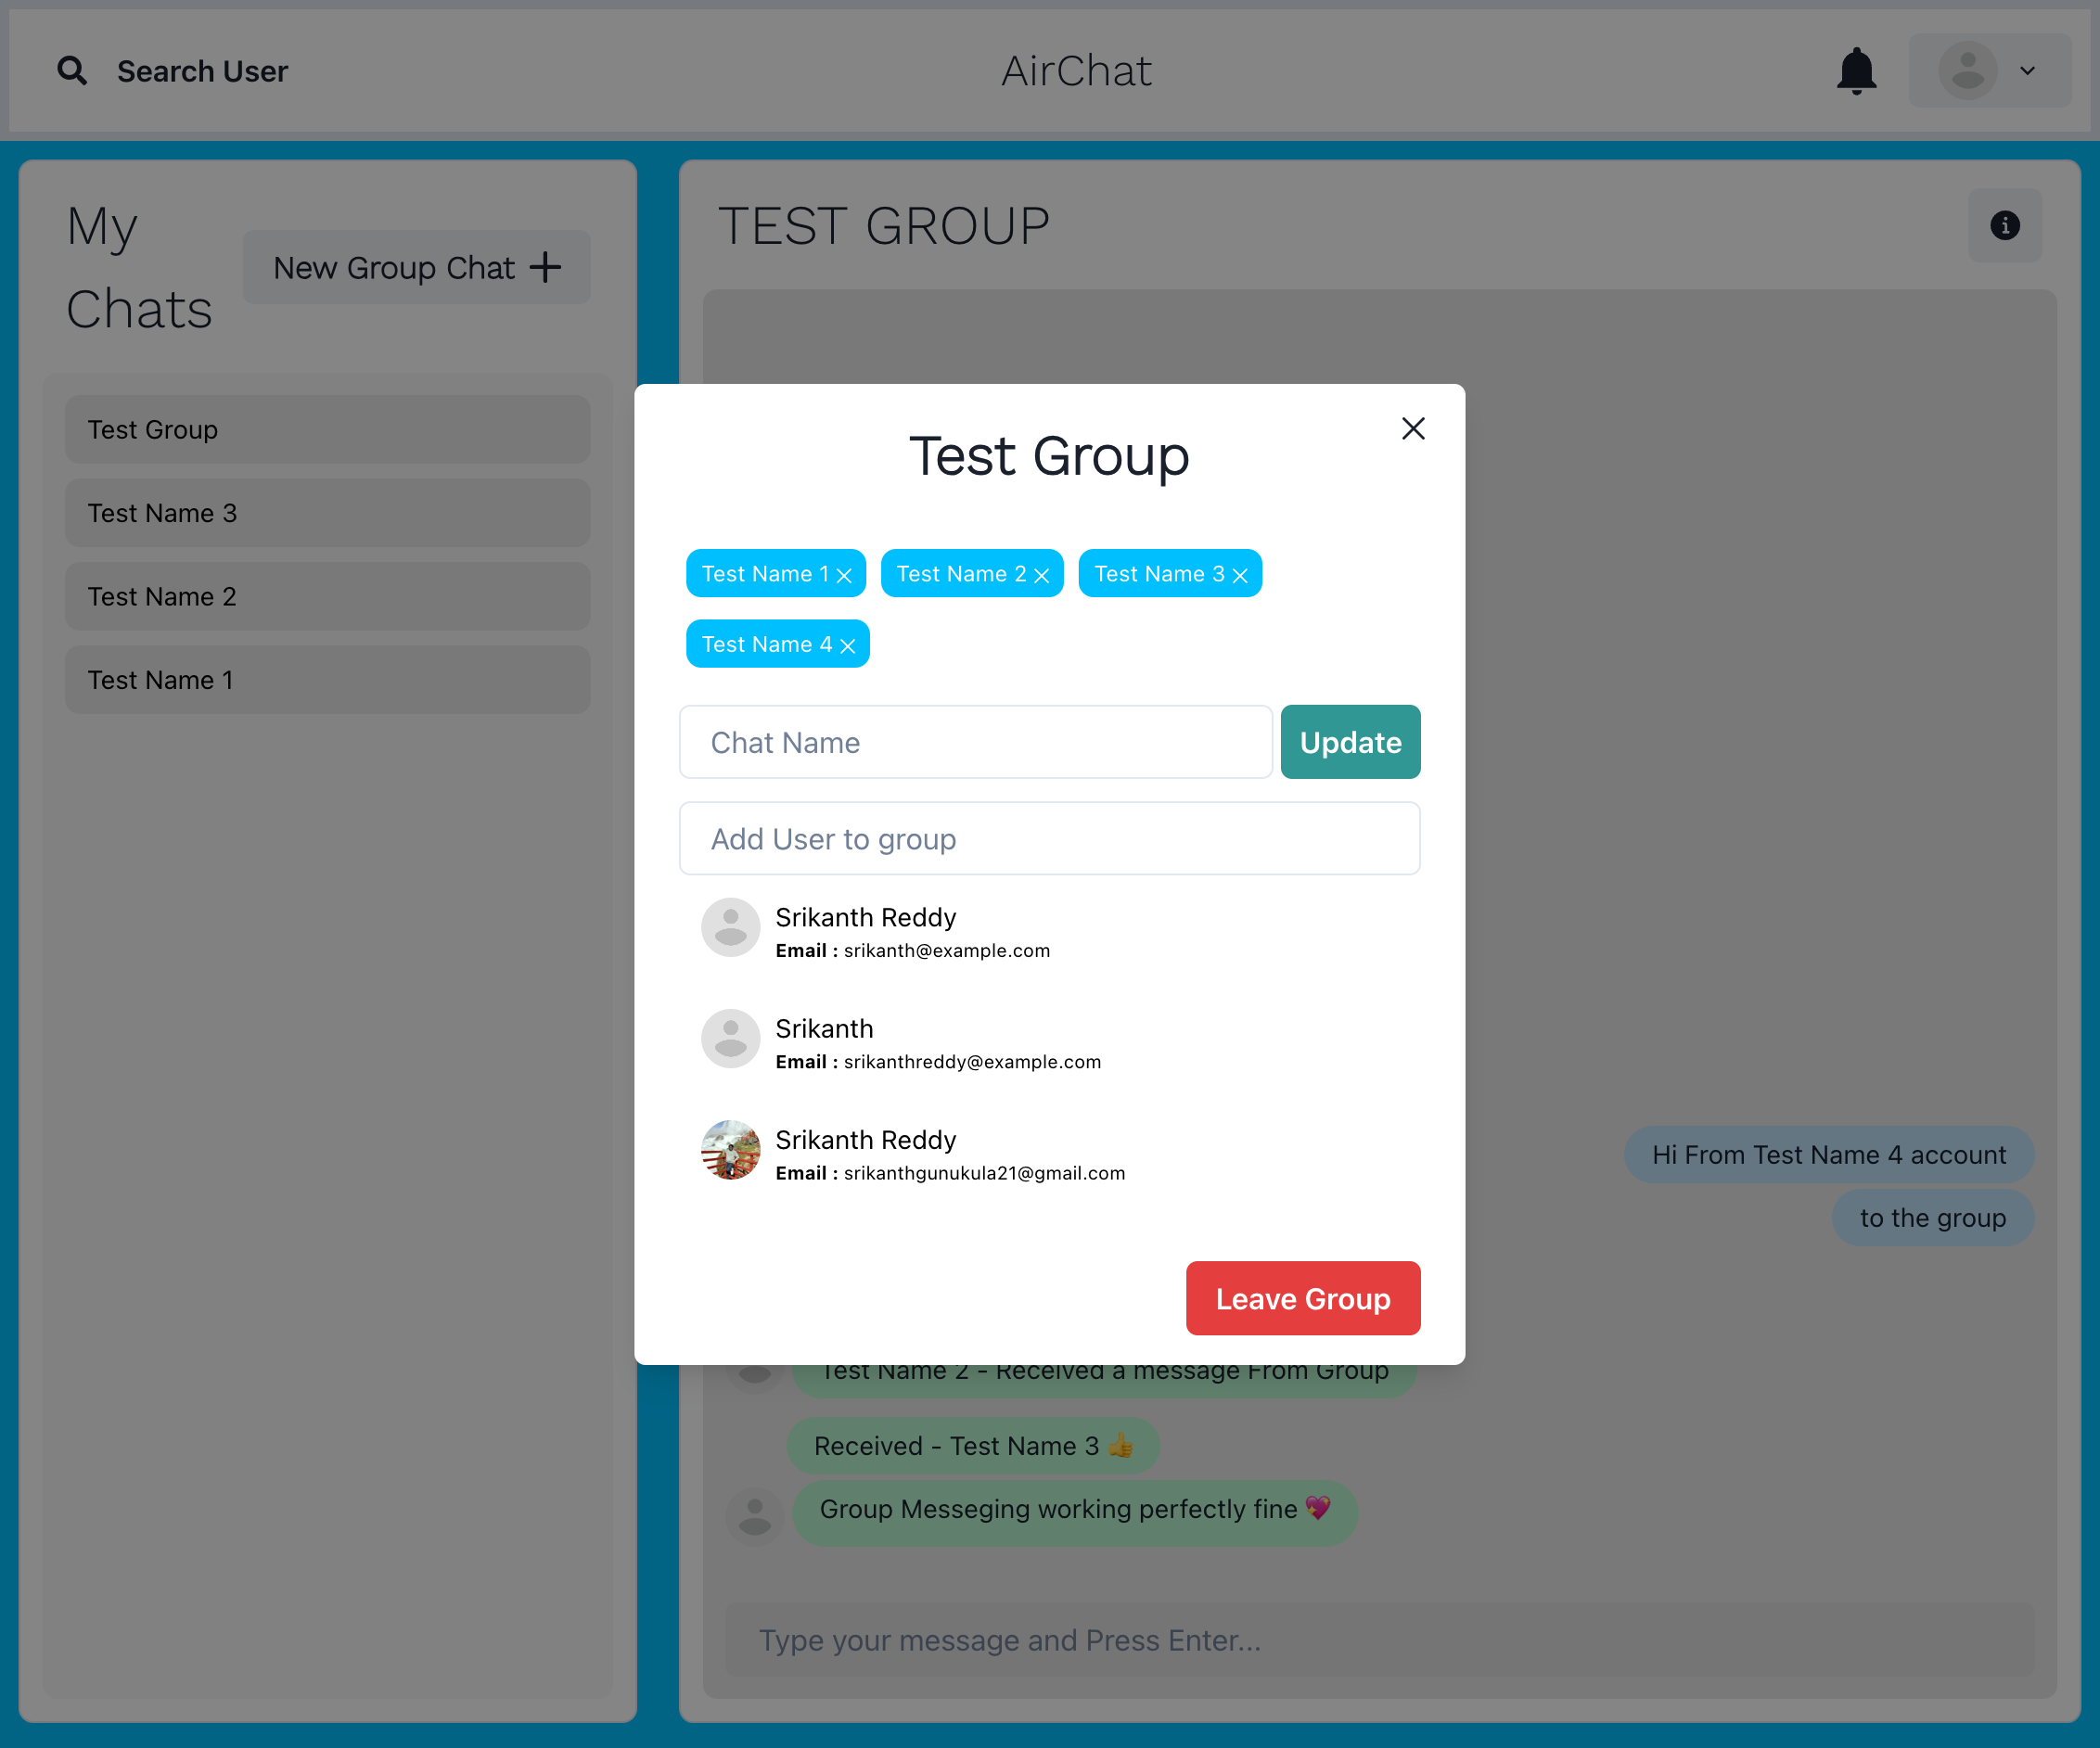 Search User
AirChat
My
Chats
New Group Chat
Test Group
Test Name 3
Test Name 2
Test Name 1
TEST GROUP
Test Group
Test Name 1
Test Name 2
Test Name 3
Test Name 4
Chat Name
Update
Add User to group
Srikanth Reddy
Email : srikanth@example.com
Srikanth
Email : srikanthreddy@example.com
Srikanth Reddy
Email : srikanthgunukula21@gmail.com
Leave Group
Hi From Test Name 4 account
to the group
Test Name 2 - Received a message From Group
Received - Test Name 3 👍
Group Messeging working perfectly fine 💖
Type your message and Press Enter...